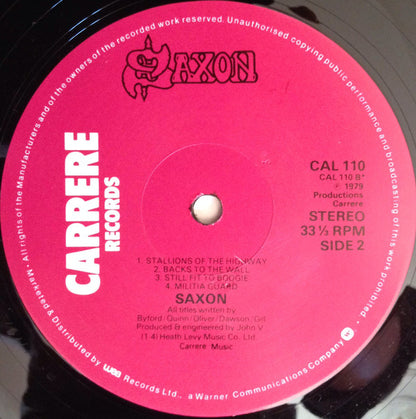 All rights of the Manufacturers and of the owners of the recorded work reserved. Unauthorized copying public performance and broadcasting of this work prohibited.
SAXON
CARRERE
RECORDS
CAL 110
CAL 110 B*
℗ 1979
Productions
Carrere
STEREO
33 ⅓ RPM
SIDE 2
1. STALLIONS OF THE HIGHWAY
2. BACKS TO THE WALL
3. STILL FIT TO BOOGIE
4. MILITIA GUARD
SAXON
All titles written by
Byford/Quinn/Oliver/Dawson/Gill
Produced & engineered by John V.
(1-4) Heath Levy Music Co. Ltd.
Carrere Music
Marketed & Distributed by wea Records Ltd., a Warner Communications Company